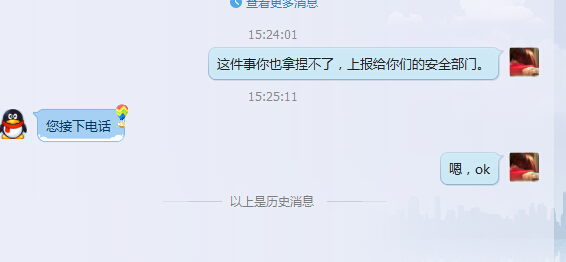 查看更多消息
15:24:01
这件事你也拿捏不了，上报给你们的安全部门。
15:25:11
您接下电话
嗯，ok
以上是历史消息